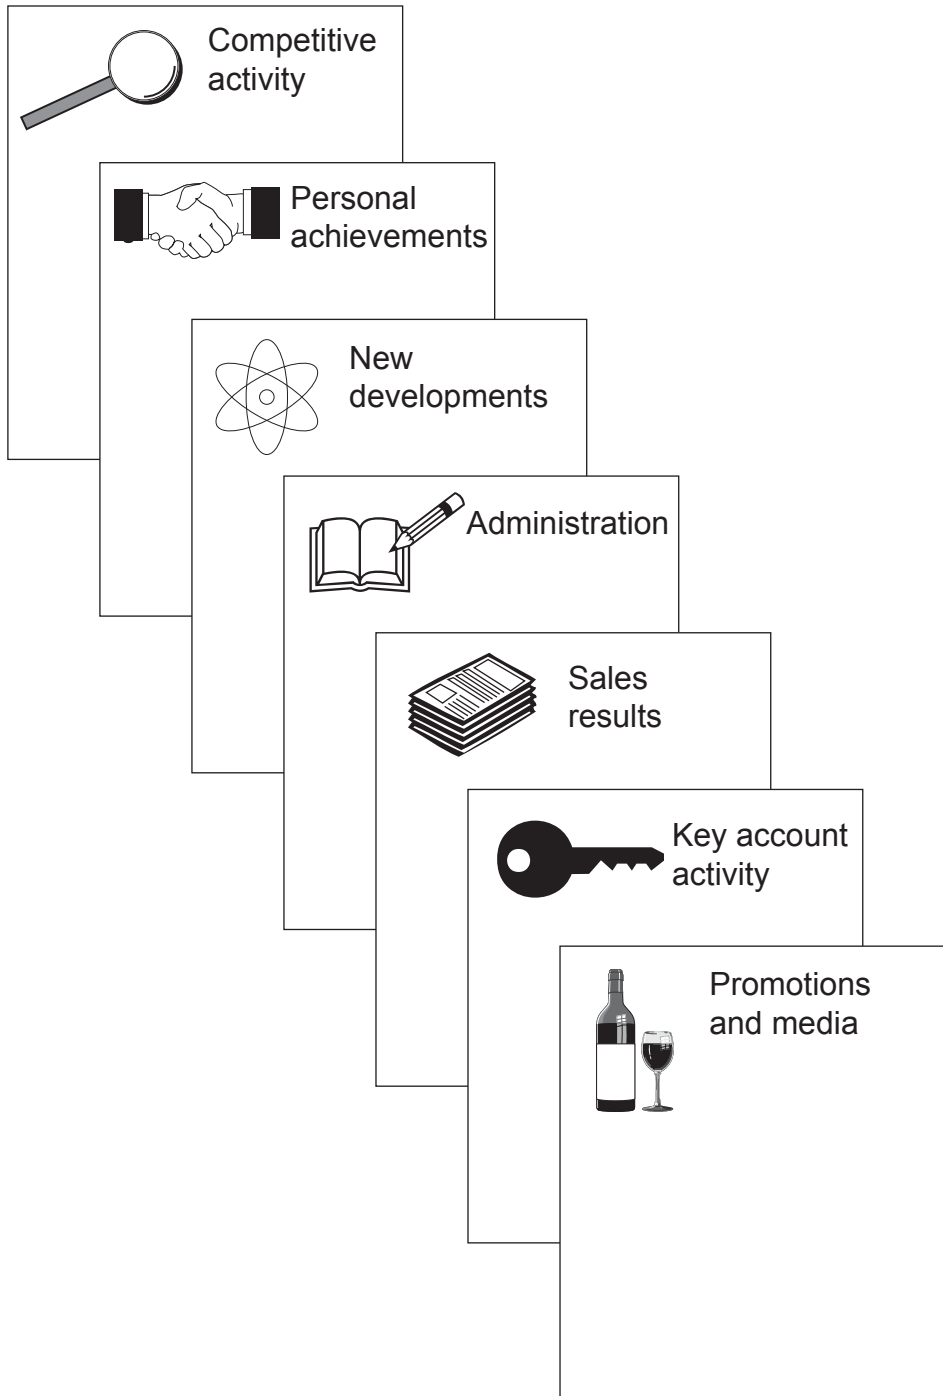 Competitive
activity
Personal
achievements
New
developments
Administration
Sales
results
Key account
activity
Promotions
and media